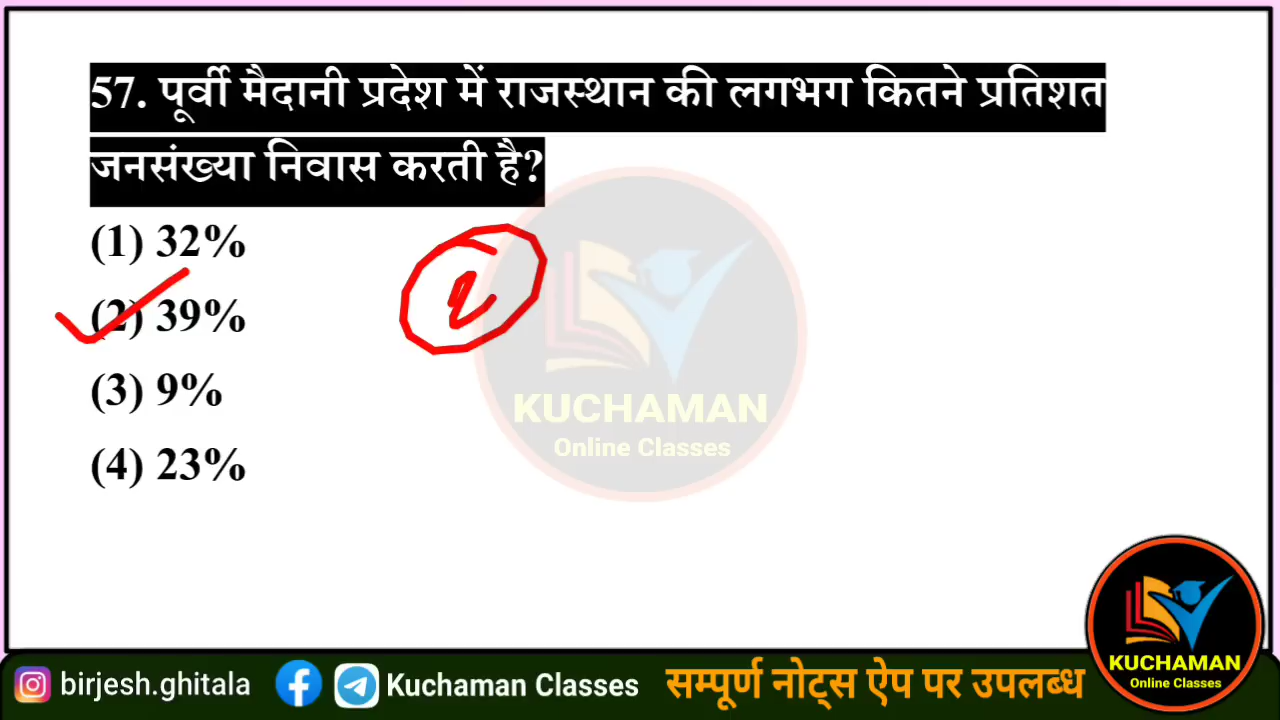 57. पूर्वी मैदानी प्रदेश में राजस्थान की लगभग कितने प्रतिशत
जनसंख्या निवास करती है?
(1) 32%
(2) 39%
(3) 9%
(4) 23%
2
KUCHAMAN
Online Classes
KUCHAMAN
Online Classes
birjesh.ghitala
Kuchaman Classes
सम्पूर्ण नोट्स ऐप पर उपलब्ध